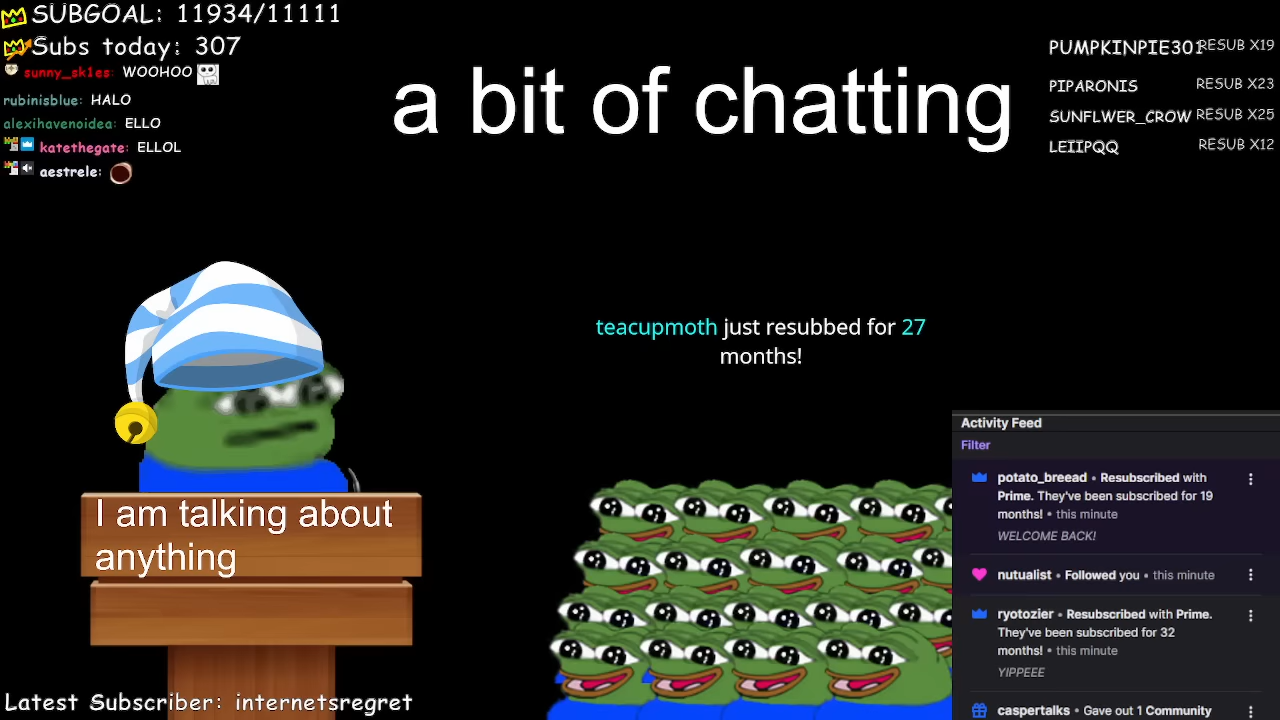 SUBGOAL: 11934/11111
Subs today: 307
sunny_sk1es: WOOHOO
rubinisblue: HALO
alexihavenoidea: ELLO
katethegate: ELLOL
aestrele:
a bit of chatting
PUMPKINPIE301 RESUB X19
PIPARONIS RESUB X23
SUNFLWER_CROW RESUB X25
LEIIPQQ RESUB X12
teacupmoth just resubbed for 27
months!
I am talking about
anything
Latest Subscriber: internetsregret
Activity Feed
Filter
potato_breead • Resubscribed with
Prime. They've been subscribed for 19
months! • this minute
WELCOME BACK!
nutualist • Followed you • this minute
ryotozier • Resubscribed with Prime.
They've been subscribed for 32
months! • this minute
YIPPEEE
caspertalks • Gave out 1 Community